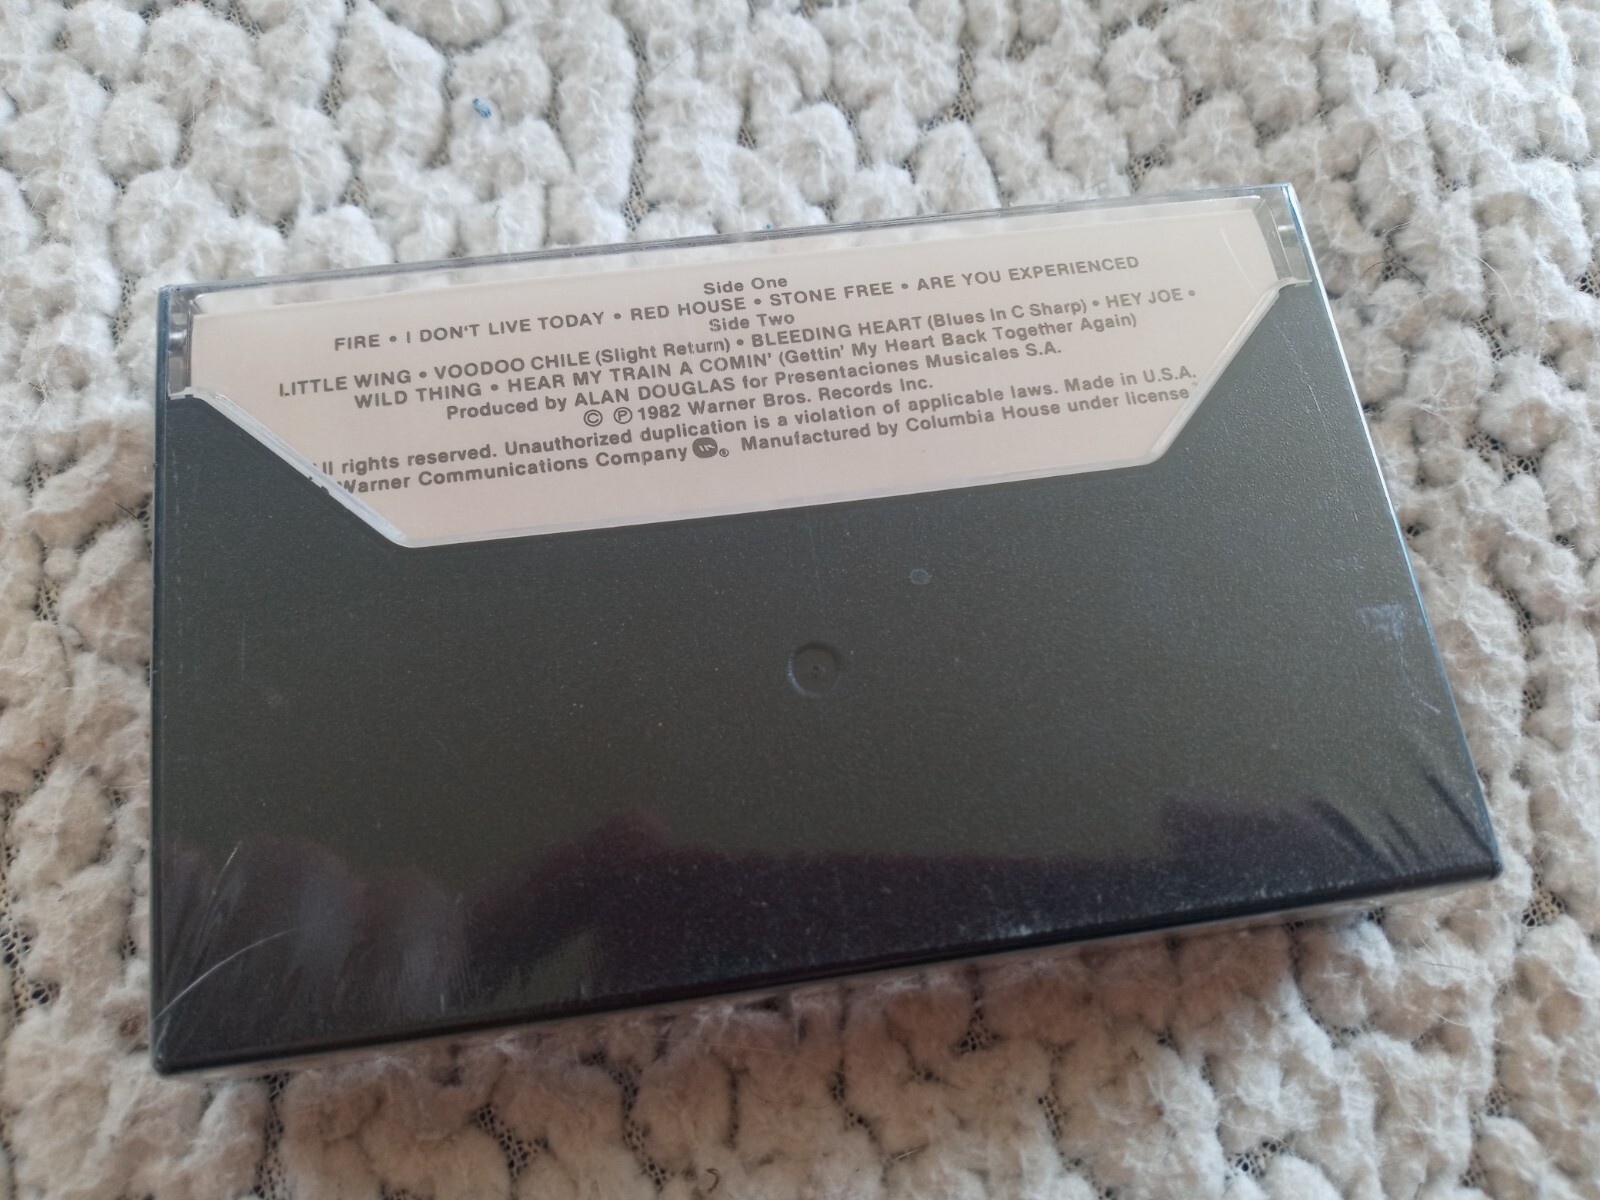 Side One
FIRE • I DON'T LIVE TODAY • RED HOUSE • STONE FREE • ARE YOU EXPERIENCED
Side Two
LITTLE WING • VOODOO CHILE (Slight Return) • BLEEDING HEART (Blues In C Sharp) • HEY JOE •
WILD THING • HEAR MY TRAIN A COMIN' (Gettin' My Heart Back Together Again)
Produced by ALAN DOUGLAS for Presentaciones Musicales S.A.
© ℗ 1982 Warner Bros. Records Inc.
ll rights reserved. Unauthorized duplication is a violation of applicable laws. Made in U.S.A.
Warner Communications Company ®. Manufactured by Columbia House under license